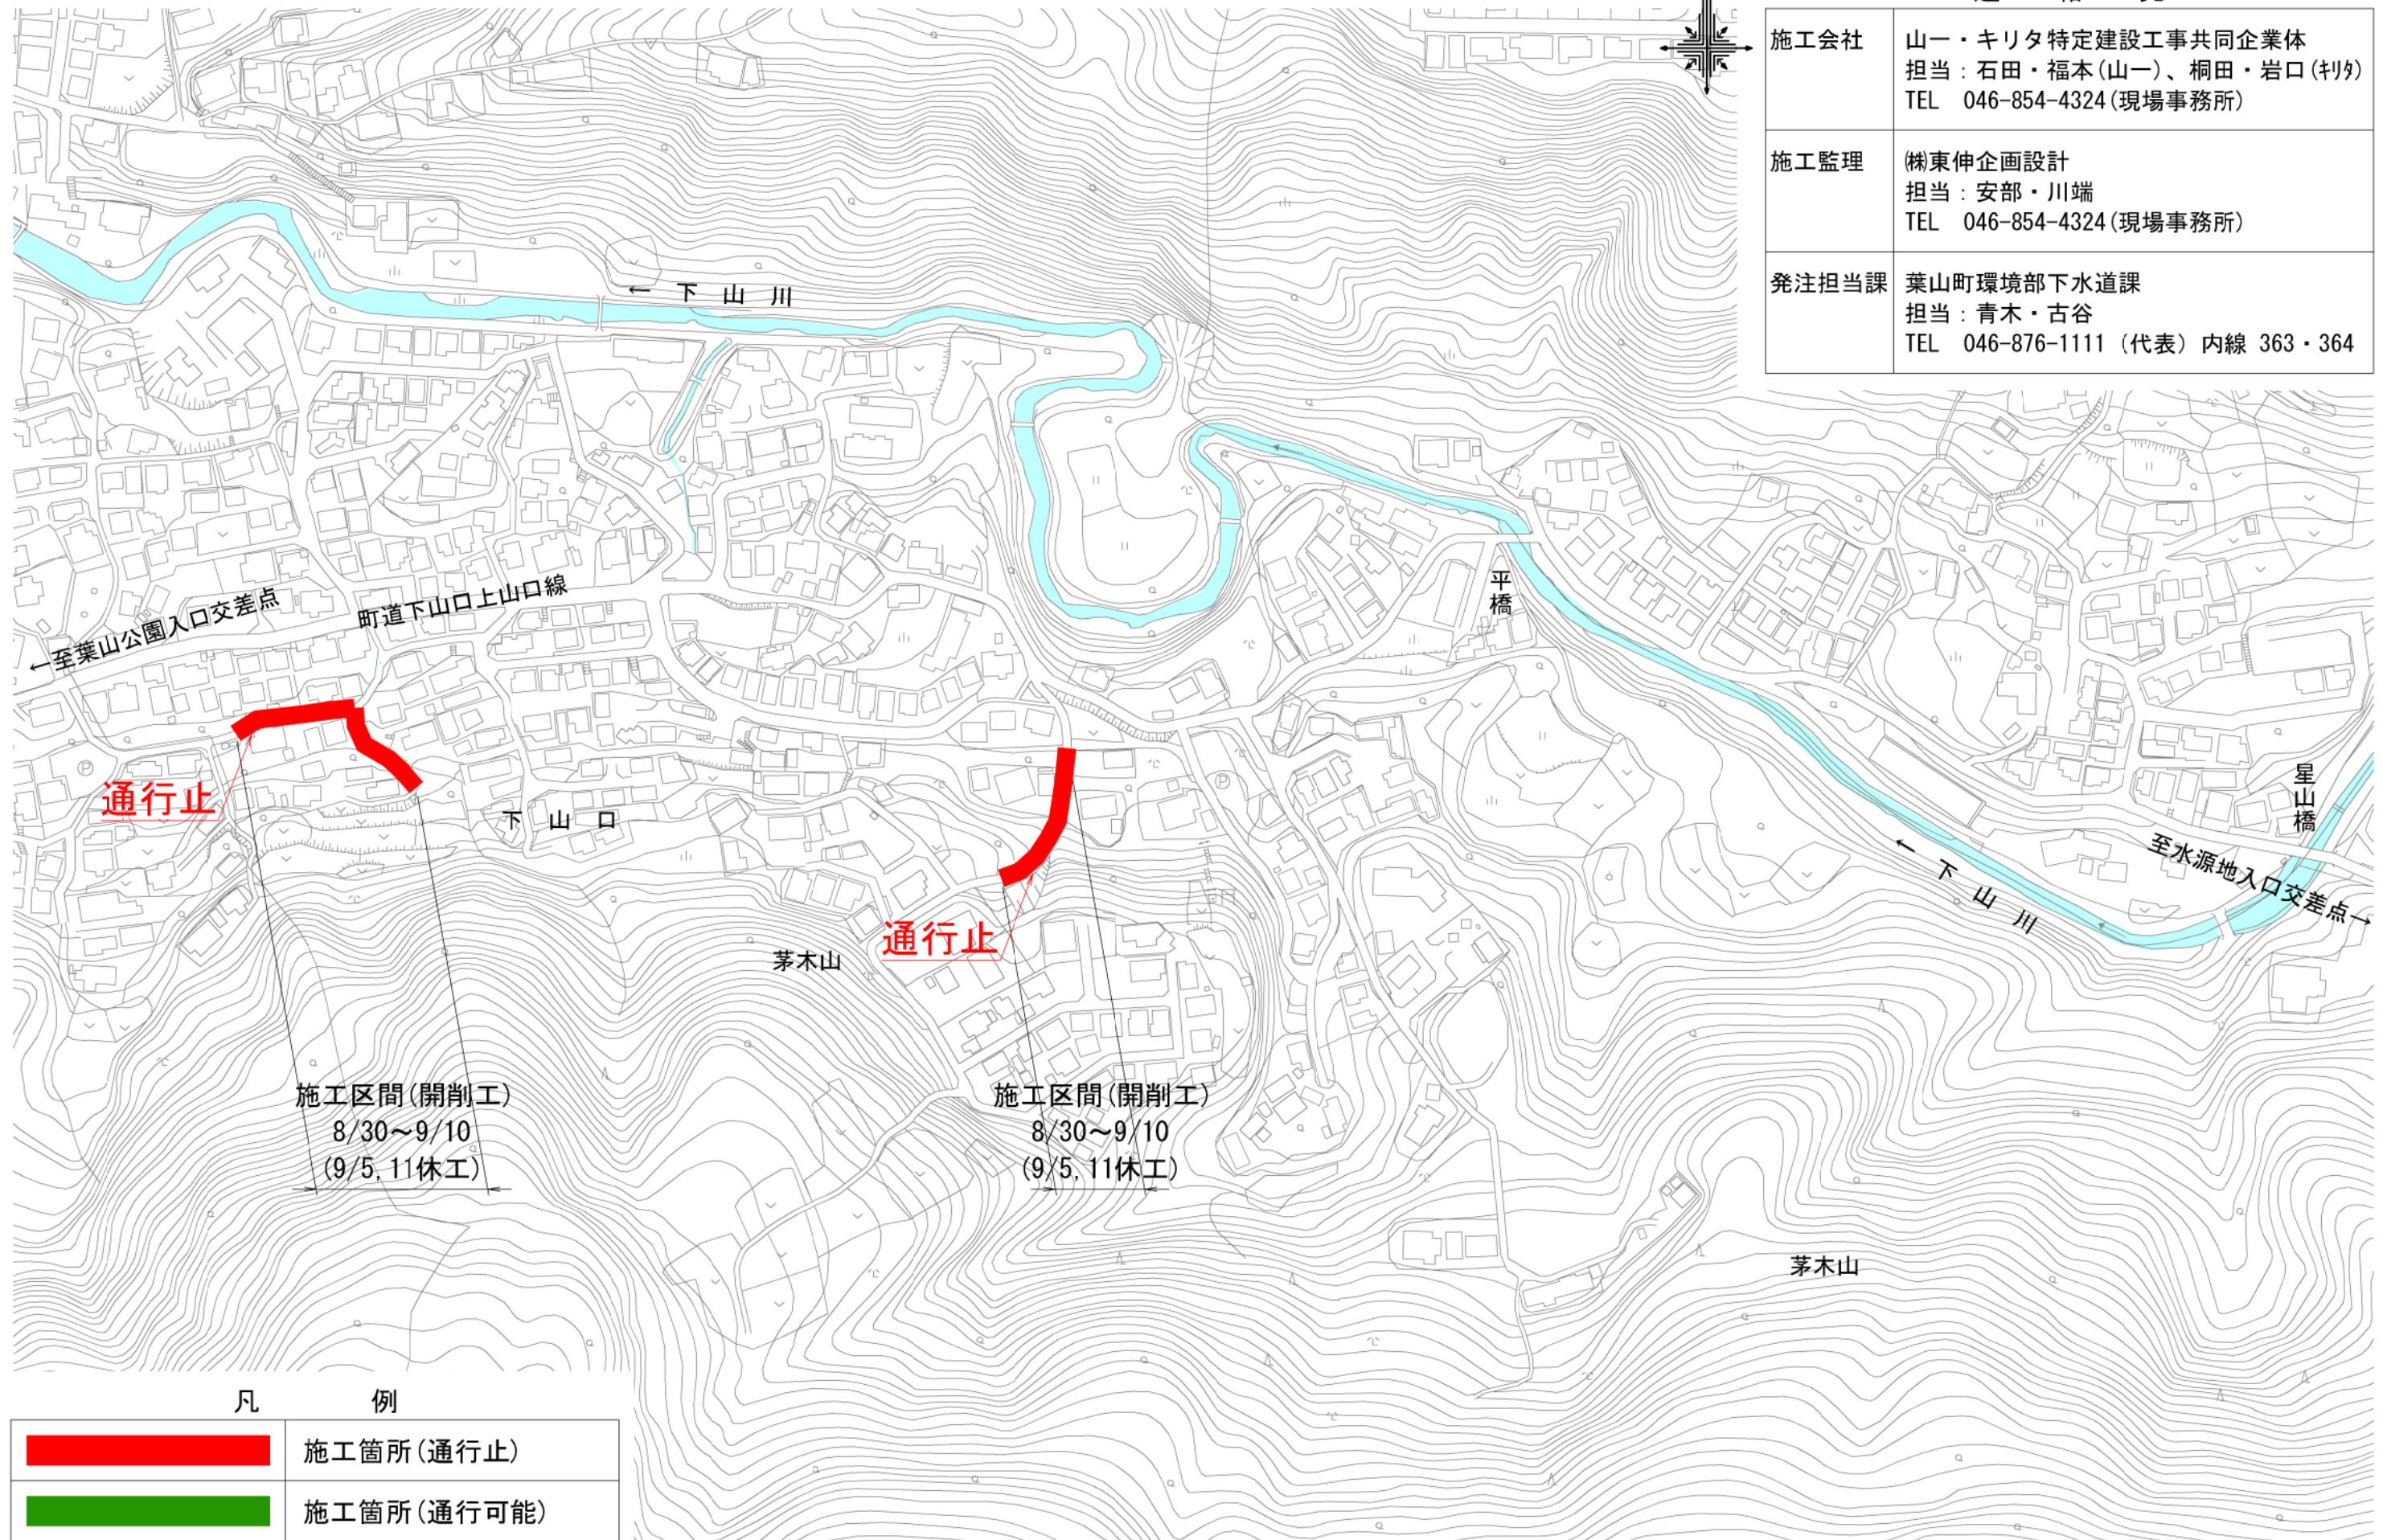 施工会社
山一・キリタ特定建設工事共同企業体
担当：石田・福本(山一)、桐田・岩口(ｷﾘﾀ)
TEL 046-854-4324(現場事務所)
施工監理
㈱東伸企画設計
担当：安部・川端
TEL 046-854-4324(現場事務所)
発注担当課
葉山町環境部下水道課
担当：青木・古谷
TEL 046-876-1111（代表）内線 363・364
← 下山川
平橋
←至葉山公園入口交差点
町道下山口上山口線
通行止
下山口
星山橋
至水源地入口交差点→
← 下山川
通行止
茅木山
施工区間(開削工)
8/30～9/10
(9/5,11休工)
施工区間(開削工)
8/30～9/10
(9/5,11休工)
茅木山
凡例
施工箇所(通行止)
施工箇所(通行可能)